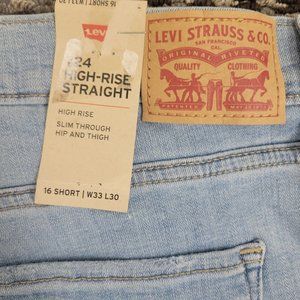 Levi
724
HIGH-RISE
STRAIGHT
HIGH RISE
SLIM THROUGH
HIP AND THIGH
16 SHORT | W33 L30
LEVI STRAUSS & CO.
SAN FRANCISCO
CAL.
ORIGINAL RIVETED
QUALITY CLOTHING